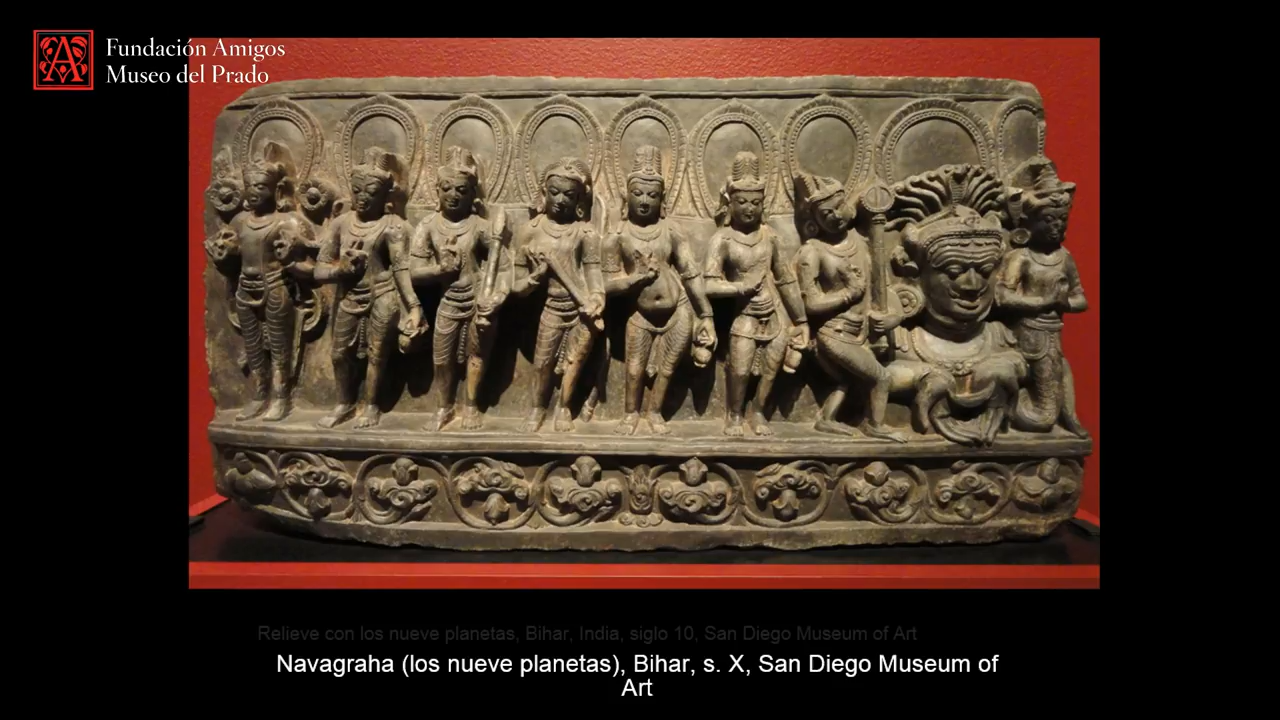 Fundación Amigos
Museo del Prado
Relieve con los nueve planetas, Bihar, India, siglo 10, San Diego Museum of Art
Navagraha (los nueve planetas), Bihar, s. X, San Diego Museum of
Art